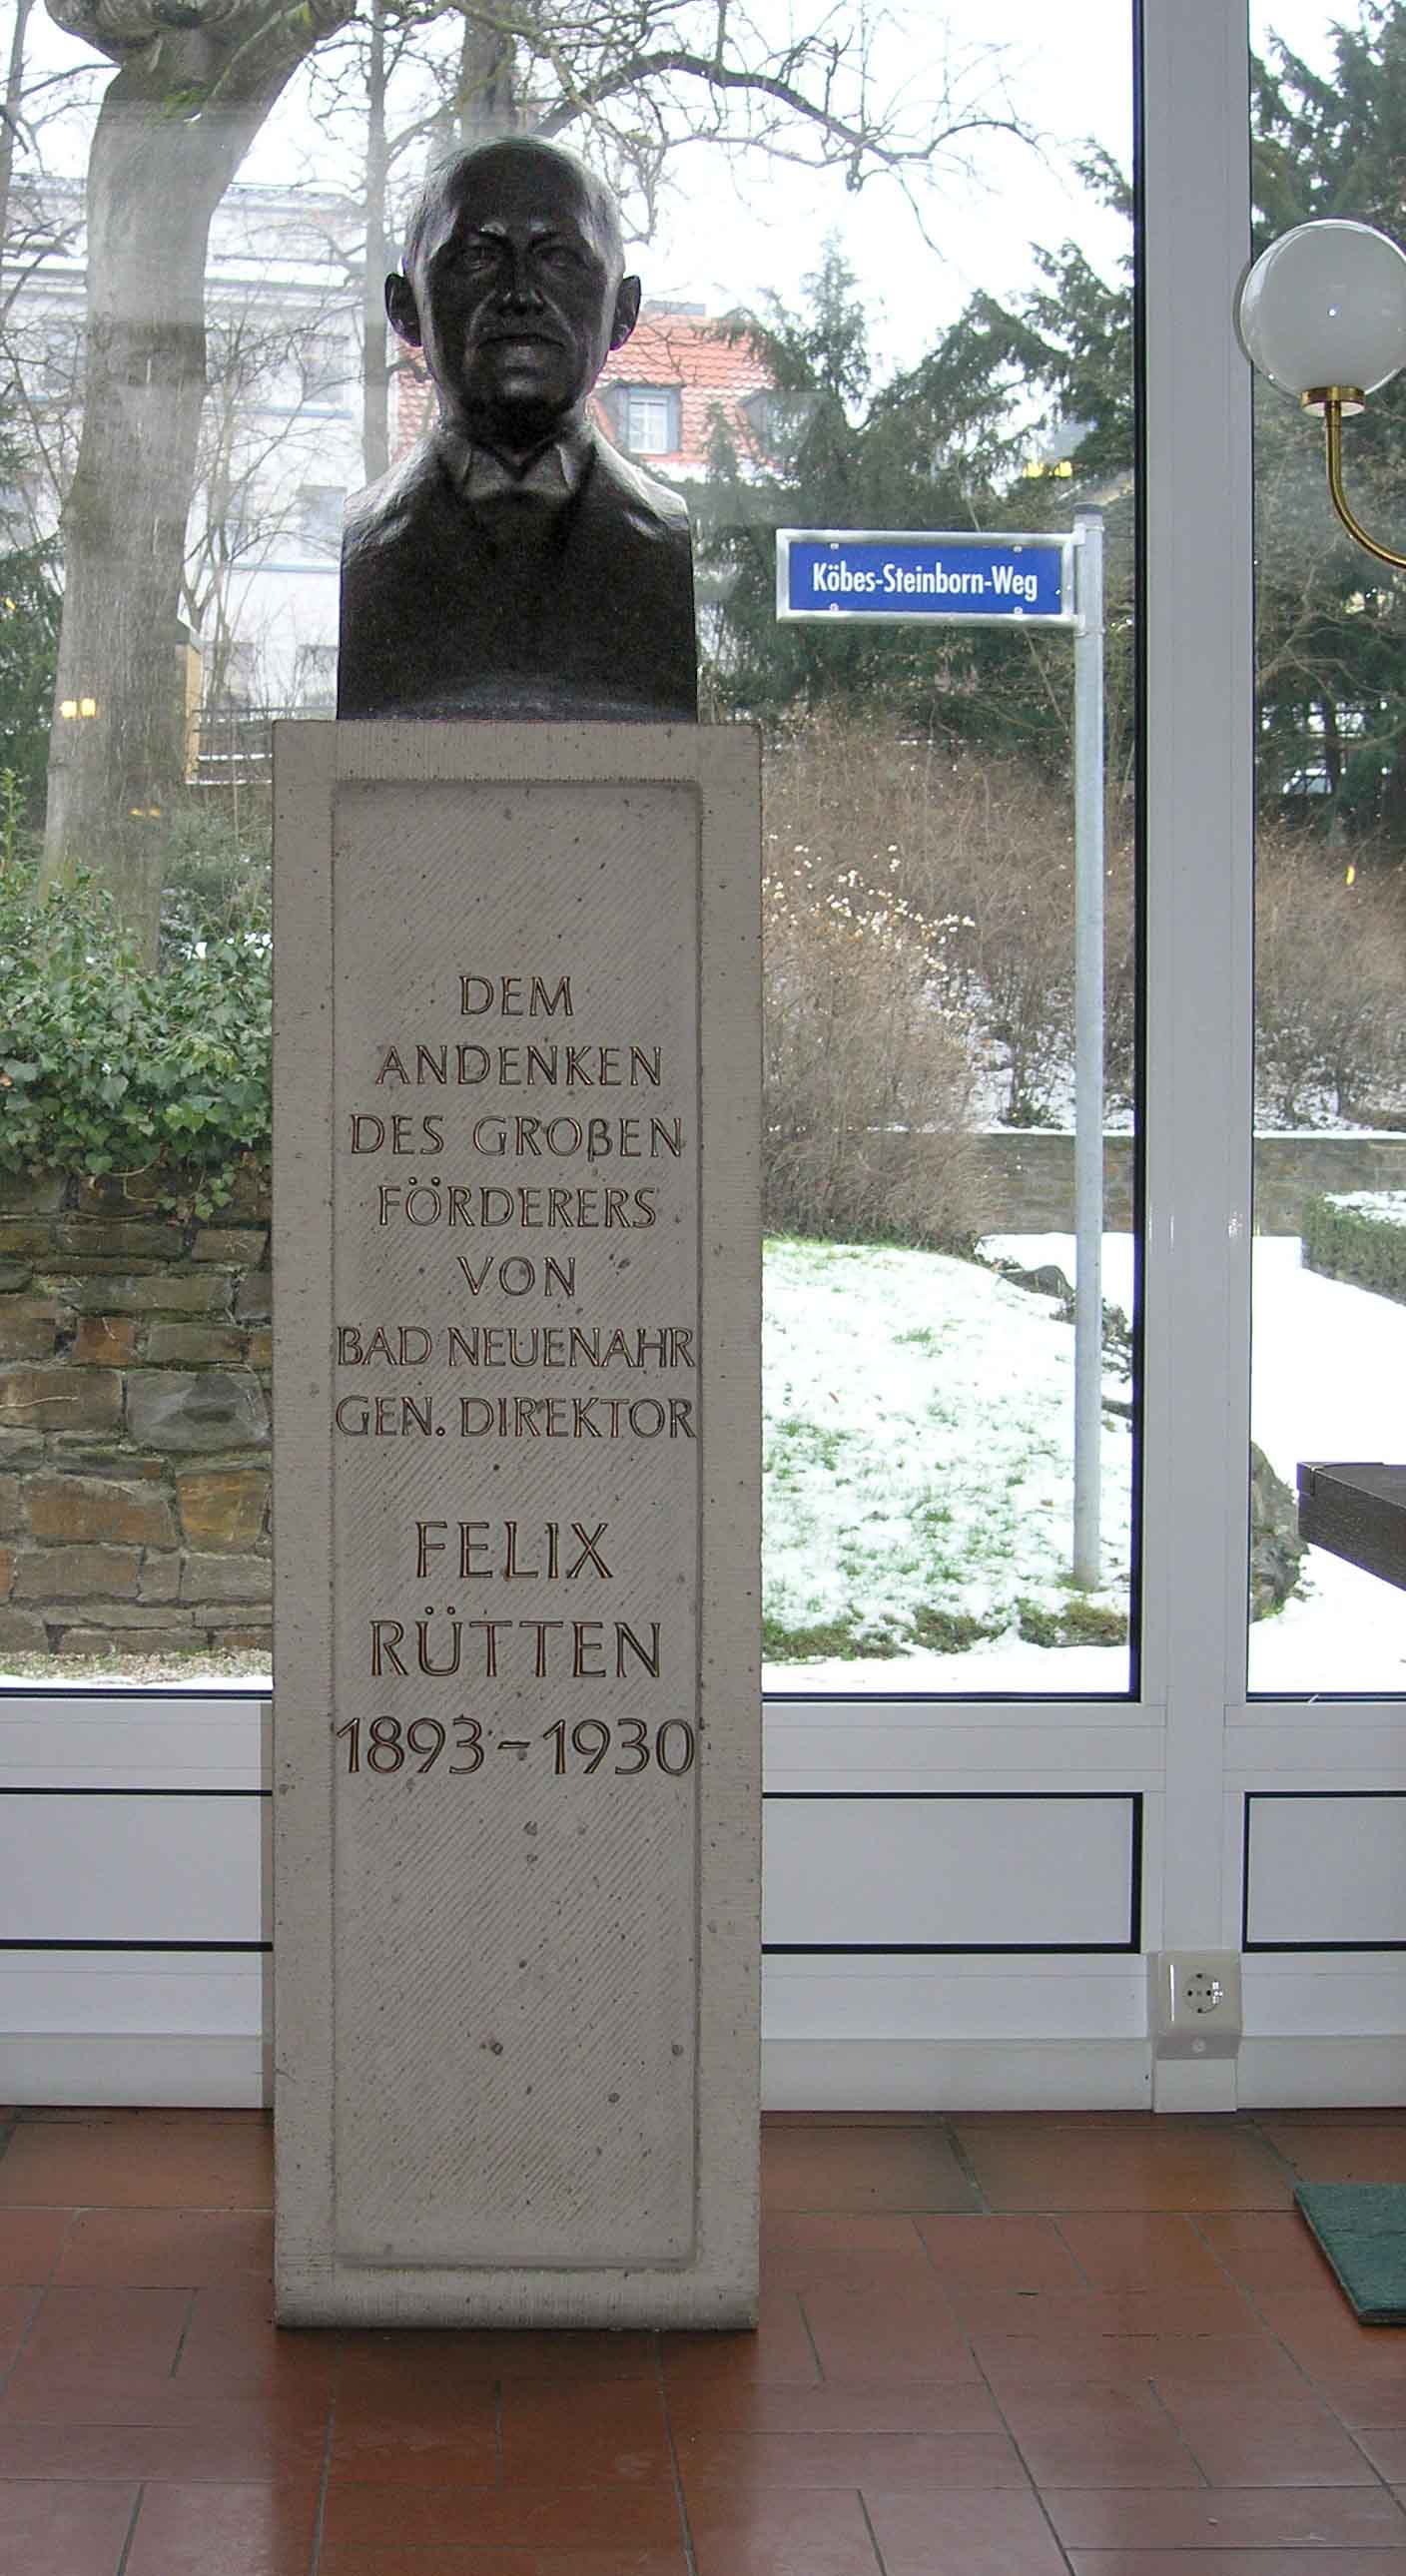 Köbes-Steinborn-Weg
DEM
ANDENKEN
DES GROßEN
FÖRDERERS
VON
BAD NEUENAHR
GEN. DIREKTOR
FELIX
RÜTTEN
1893-1930